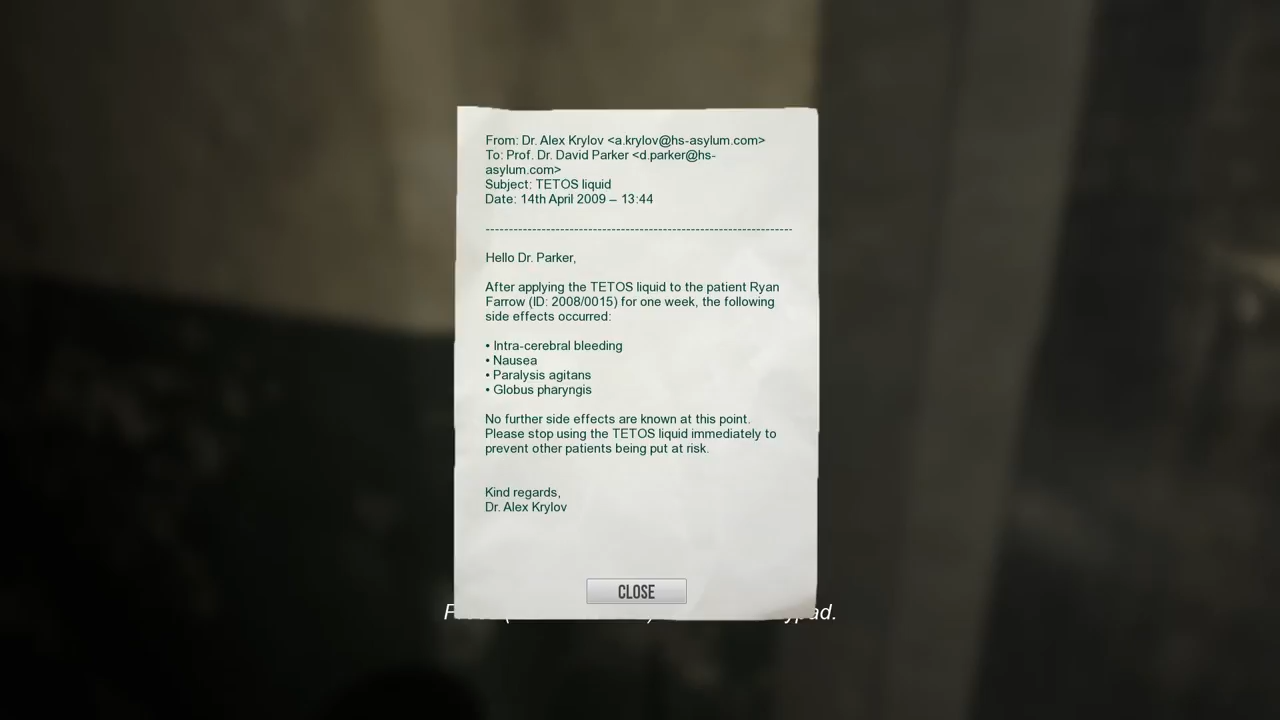 From: Dr. Alex Krylov <a.krylov@hs-asylum.com>
To: Prof. Dr. David Parker <d.parker@hs-
asylum.com>
Subject: TETOS liquid
Date: 14th April 2009 – 13:44
--------------------------------------------------------------------
Hello Dr. Parker,
After applying the TETOS liquid to the patient Ryan
Farrow (ID: 2008/0015) for one week, the following
side effects occurred:
• Intra-cerebral bleeding
• Nausea
• Paralysis agitans
• Globus pharyngis
No further side effects are known at this point.
Please stop using the TETOS liquid immediately to
prevent other patients being put at risk.
Kind regards,
Dr. Alex Krylov
CLOSE